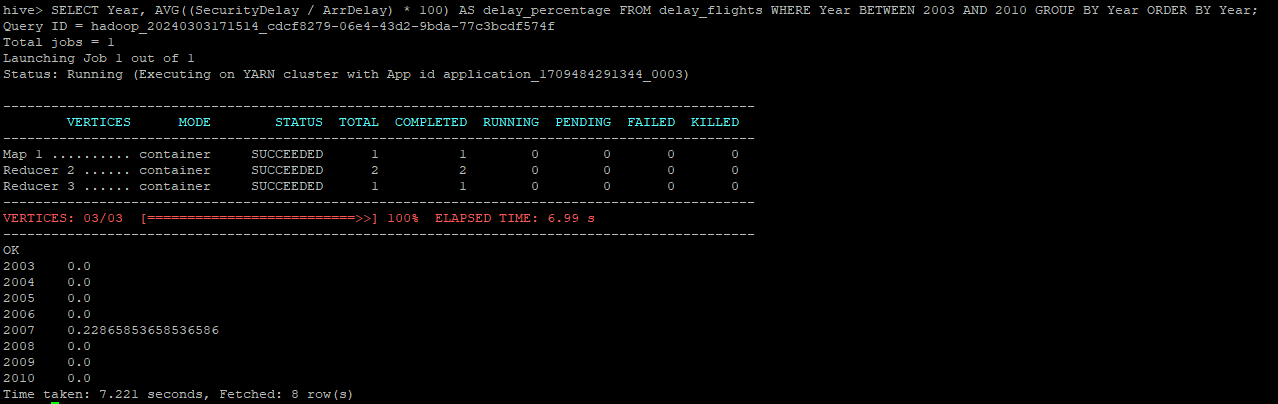 hive> SELECT Year, AVG((SecurityDelay / ArrDelay) * 100) AS delay_percentage FROM delay_flights WHERE Year BETWEEN 2003 AND 2010 GROUP BY Year ORDER BY Year;
Query ID = hadoop_20240303171514_cdcf8279-06e4-43d2-9bda-77c3bcdf574f
Total jobs = 1
Launching Job 1 out of 1
Status: Running (Executing on YARN cluster with App id application_1709484291344_0003)
----------------------------------------------------------------------------------------------
        VERTICES      MODE        STATUS  TOTAL  COMPLETED  RUNNING  PENDING  FAILED  KILLED
----------------------------------------------------------------------------------------------
Map 1 .......... container     SUCCEEDED      1          1        0        0       0       0
Reducer 2 ...... container     SUCCEEDED      2          2        0        0       0       0
Reducer 3 ...... container     SUCCEEDED      1          1        0        0       0       0
----------------------------------------------------------------------------------------------
VERTICES: 03/03  [==========================>>] 100%  ELAPSED TIME: 6.99 s
----------------------------------------------------------------------------------------------
OK
2003    0.0
2004    0.0
2005    0.0
2006    0.0
2007    0.22865853658536586
2008    0.0
2009    0.0
2010    0.0
Time taken: 7.221 seconds, Fetched: 8 row(s)